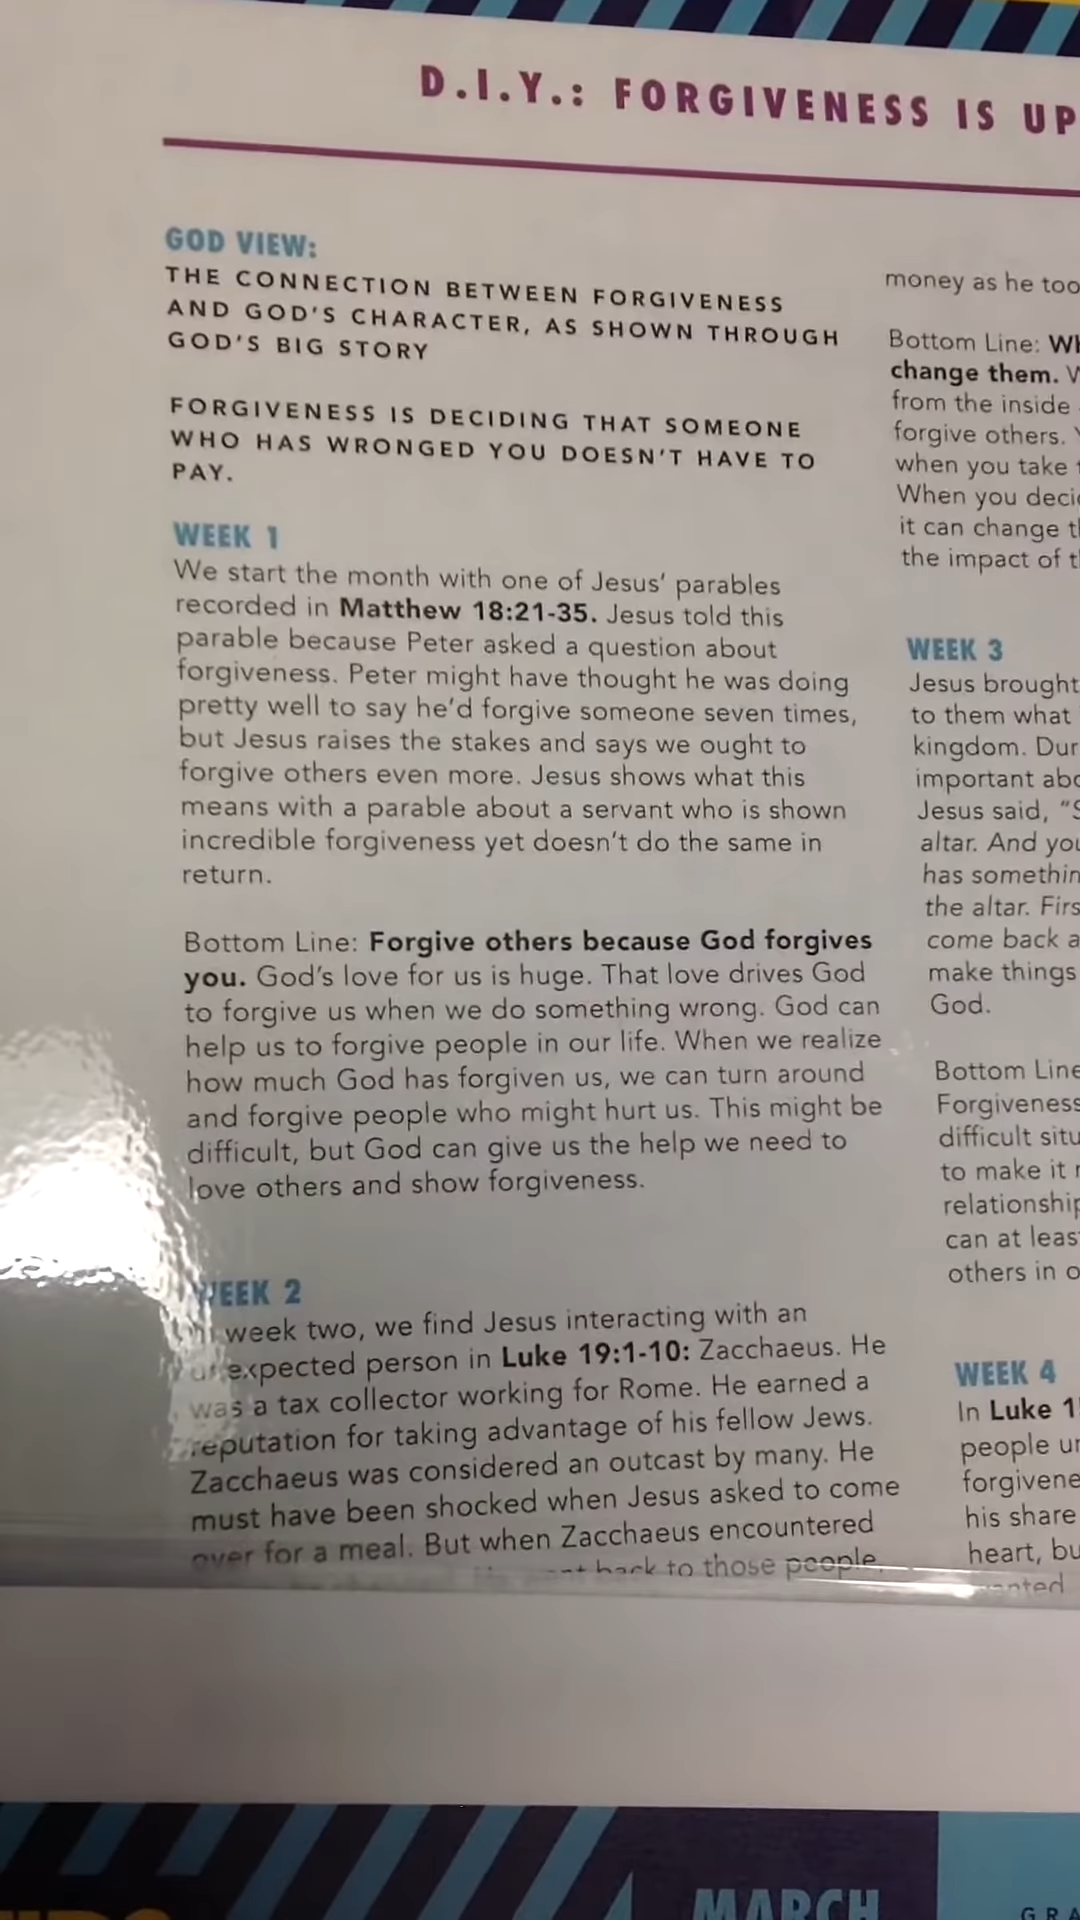 D.I.Y.: FORGIVENESS IS UP
GOD VIEW:
THE CONNECTION BETWEEN FORGIVENESS
AND GOD'S CHARACTER, AS SHOWN THROUGH
GOD'S BIG STORY
FORGIVENESS IS DECIDING THAT SOMEONE
WHO HAS WRONGED YOU DOESN'T HAVE TO
PAY.
WEEK 1
We start the month with one of Jesus' parables
recorded in Matthew 18:21-35. Jesus told this
parable because Peter asked a question about
forgiveness. Peter might have thought he was doing
pretty well to say he'd forgive someone seven times,
but Jesus raises the stakes and says we ought to
forgive others even more. Jesus shows what this
means with a parable about a servant who is shown
incredible forgiveness yet doesn't do the same in
return.
Bottom Line: Forgive others because God forgives
you. God's love for us is huge. That love drives God
to forgive us when we do something wrong. God can
help us to forgive people in our life. When we realize
how much God has forgiven us, we can turn around
and forgive people who might hurt us. This might be
difficult, but God can give us the help we need to
love others and show forgiveness.
WEEK 2
week two, we find Jesus interacting with an
unexpected person in Luke 19:1-10: Zacchaeus. He
was a tax collector working for Rome. He earned a
reputation for taking advantage of his fellow Jews.
Zacchaeus was considered an outcast by many. He
must have been shocked when Jesus asked to come
over for a meal. But when Zacchaeus encountered
back to those people,
money as he too
Bottom Line:
change them.
from the inside
forgive others.
when you take
When you deci
it can change
the impact of
WEEK 3
Jesus brought
to them what
kingdom. Dur
important abo
Jesus said, "S
altar. And you
has somethin
the altar. Firs
come back a
make things
God.
Bottom Line
Forgiveness
difficult situ
to make it
relationship
can at leas
others in o
WEEK 4
In Luke 1
people un
forgivene
his share
heart, bu
MARCH
GRA